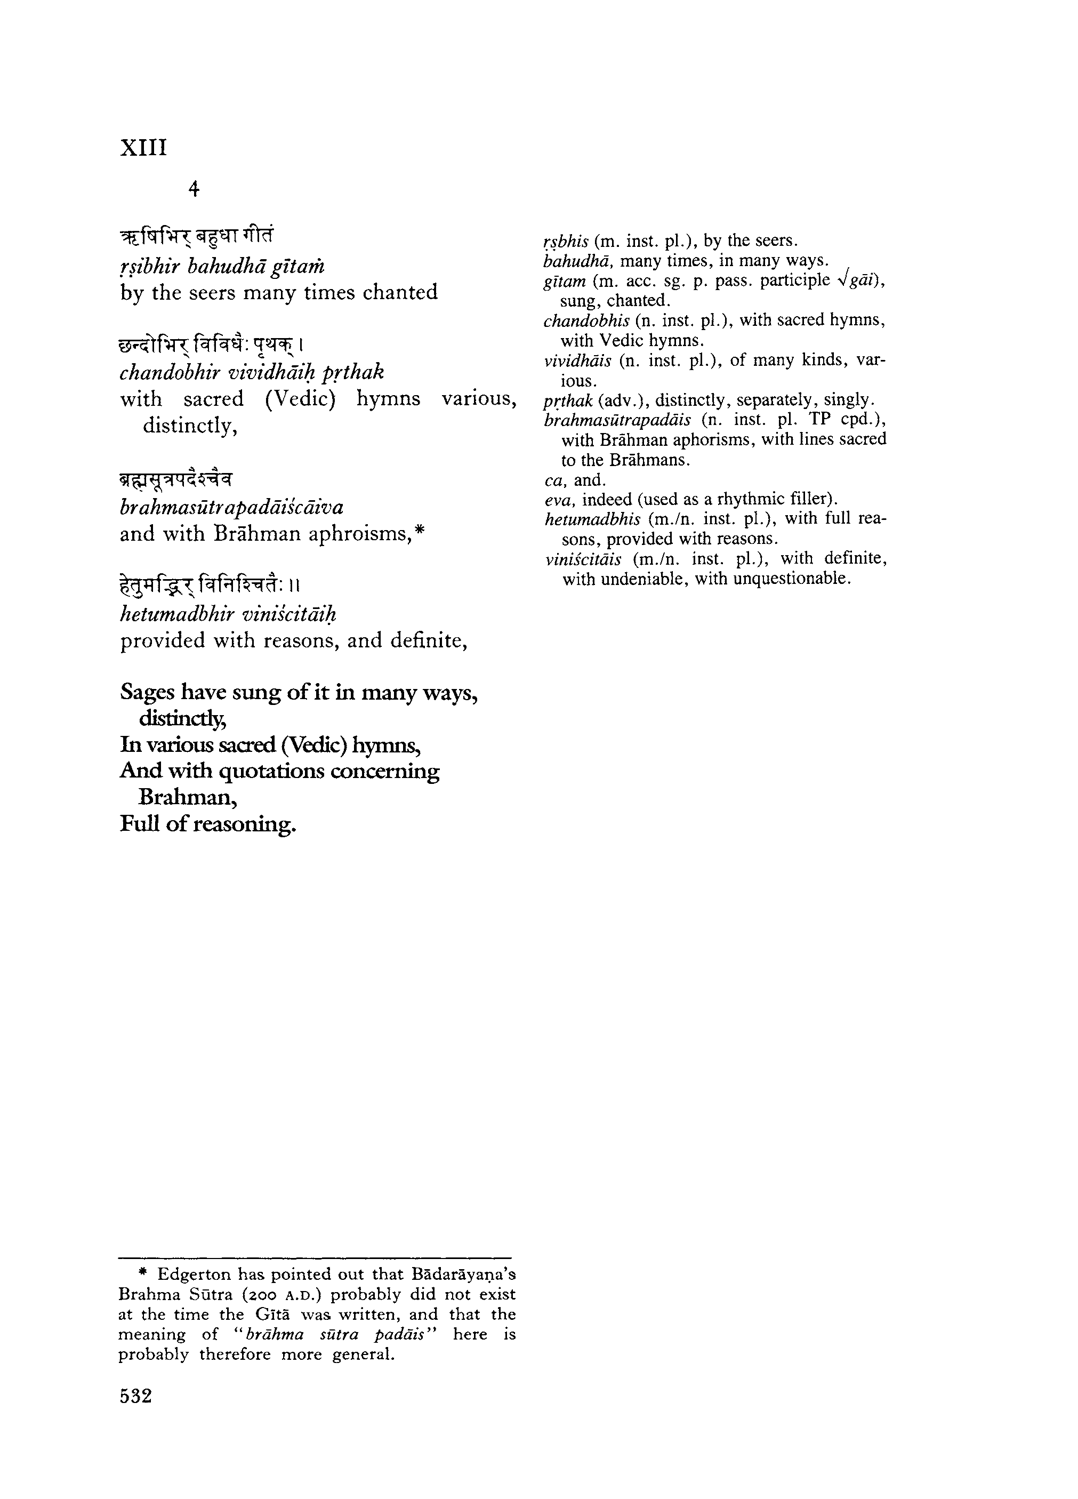 XIII
4
ऋषिभिर् बहुधा गीतं
ṛṣibhir bahudhā gītaṁ
by the seers many times chanted
छन्दोभिर् विविधैः पृथक् ।
chandobhir vividhāiḥ pṛthak
with sacred (Vedic) hymns various,
distinctly,
ब्रह्मसूत्रपदैश्चैव
brahmasūtrapadāiścāiva
and with Brāhman aphroisms,*
हेतुमद्भिर् विनिश्चितैः ॥
hetumadbhir viniścitāiḥ
provided with reasons, and definite,
Sages have sung of it in many ways,
distinctly,
In various sacred (Vedic) hymns,
And with quotations concerning
Brahman,
Full of reasoning.
ṛṣbhis (m. inst. pl.), by the seers.
bahudhā, many times, in many ways.
gītam (m. acc. sg. p. pass. participle √gāi),
sung, chanted.
chandobhis (n. inst. pl.), with sacred hymns,
with Vedic hymns.
vividhāis (n. inst. pl.), of many kinds, var-
ious.
pṛthak (adv.), distinctly, separately, singly.
brahmasūtrapadāis (n. inst. pl. TP cpd.),
with Brāhman aphorisms, with lines sacred
to the Brāhmans.
ca, and.
eva, indeed (used as a rhythmic filler).
hetumadbhis (m./n. inst. pl.), with full rea-
sons, provided with reasons.
viniścitāis (m./n. inst. pl.), with definite,
with undeniable, with unquestionable.
* Edgerton has pointed out that Bādarāyaṇa's
Brahma Sūtra (200 A.D.) probably did not exist
at the time the Gītā was written, and that the
meaning of "brāhma sūtra padāis" here is
probably therefore more general.
532